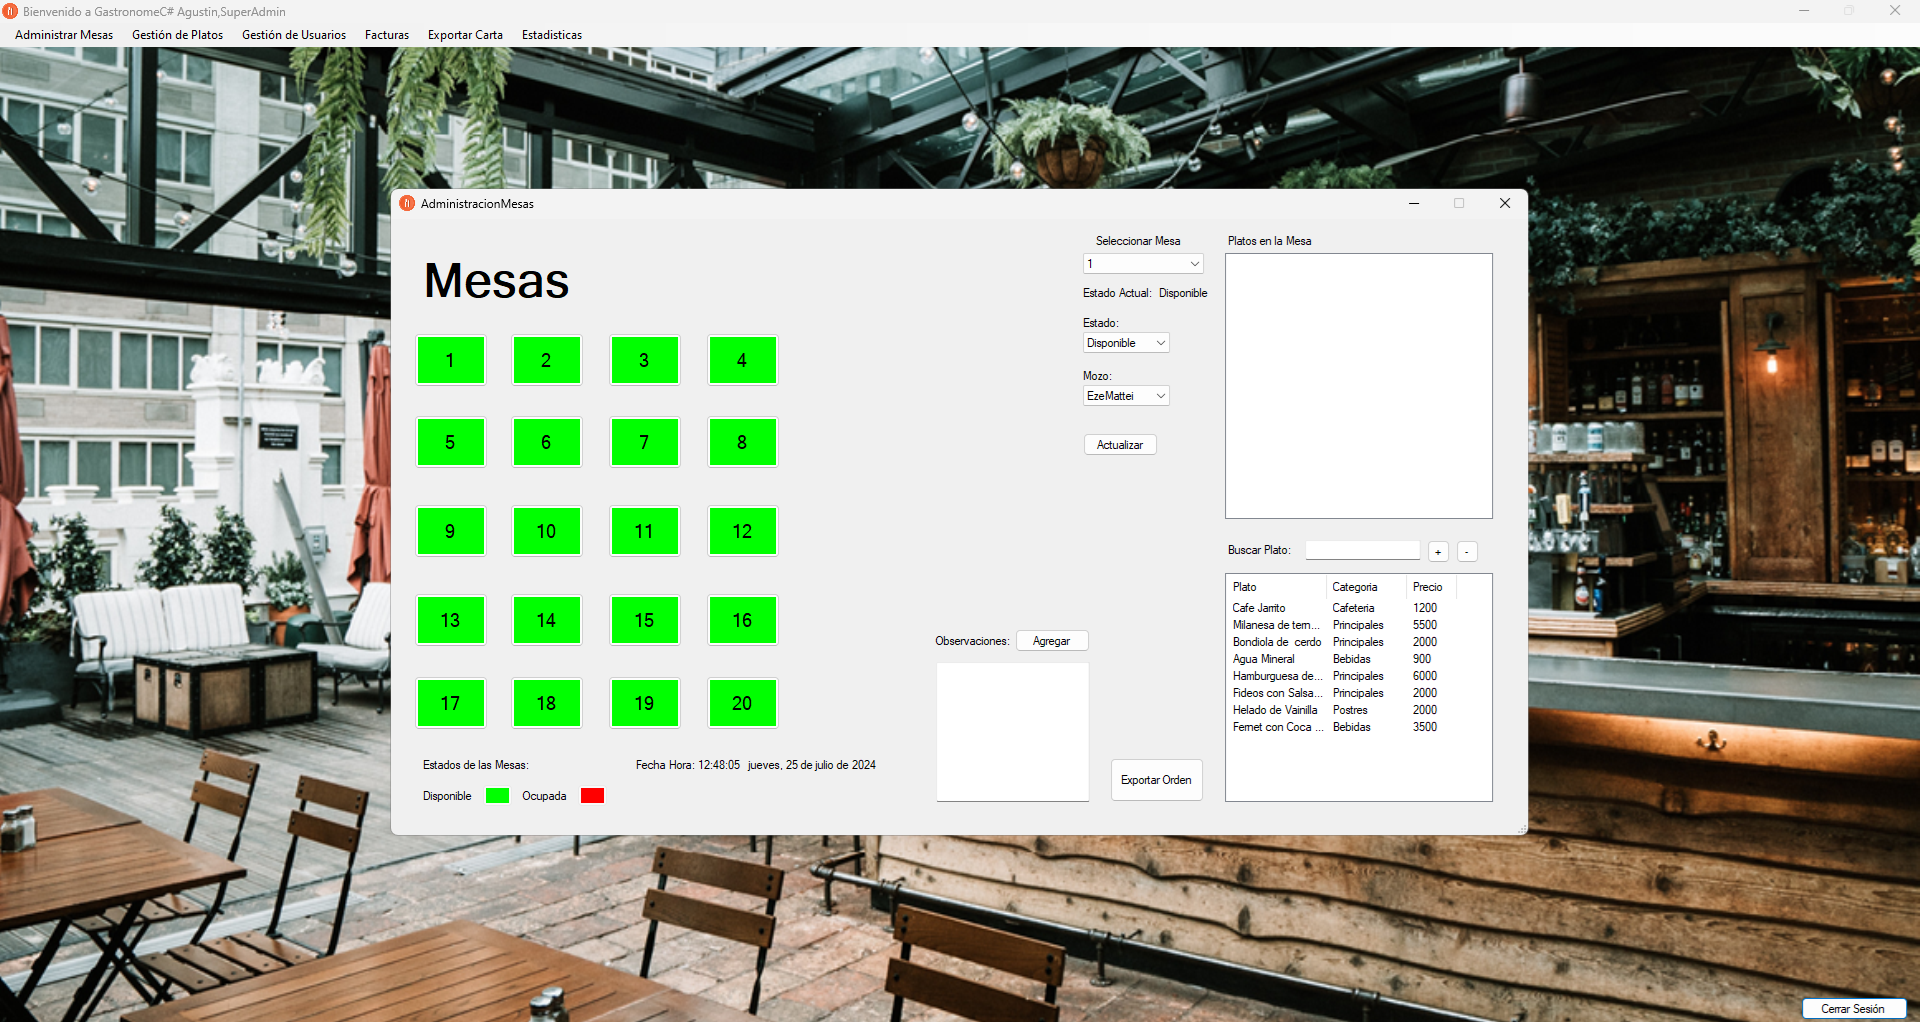 Bienvenido a GastronomeC# Agustin,SuperAdmin
Administrar Mesas Gestión de Platos Gestión de Usuarios Facturas Exportar Carta Estadisticas
AdministracionMesas
Mesas
1 2 3 4
5 6 7 8
9 10 11 12
13 14 15 16
17 18 19 20
Estados de las Mesas:
Fecha Hora: 12:48:05 jueves, 25 de julio de 2024
Disponible Ocupada
Seleccionar Mesa
1
Estado Actual: Disponible
Estado:
Disponible
Mozo:
EzeMattei
Actualizar
Observaciones: Agregar
Exportar Orden
Platos en la Mesa
Buscar Plato: + -
Plato Categoria Precio
Cafe Jarrito Cafeteria 1200
Milanesa de tern... Principales 5500
Bondiola de cerdo Principales 2000
Agua Mineral Bebidas 900
Hamburguesa de... Principales 6000
Fideos con Salsa... Principales 2000
Helado de Vainilla Postres 2000
Fernet con Coca ... Bebidas 3500
Cerrar Sesión